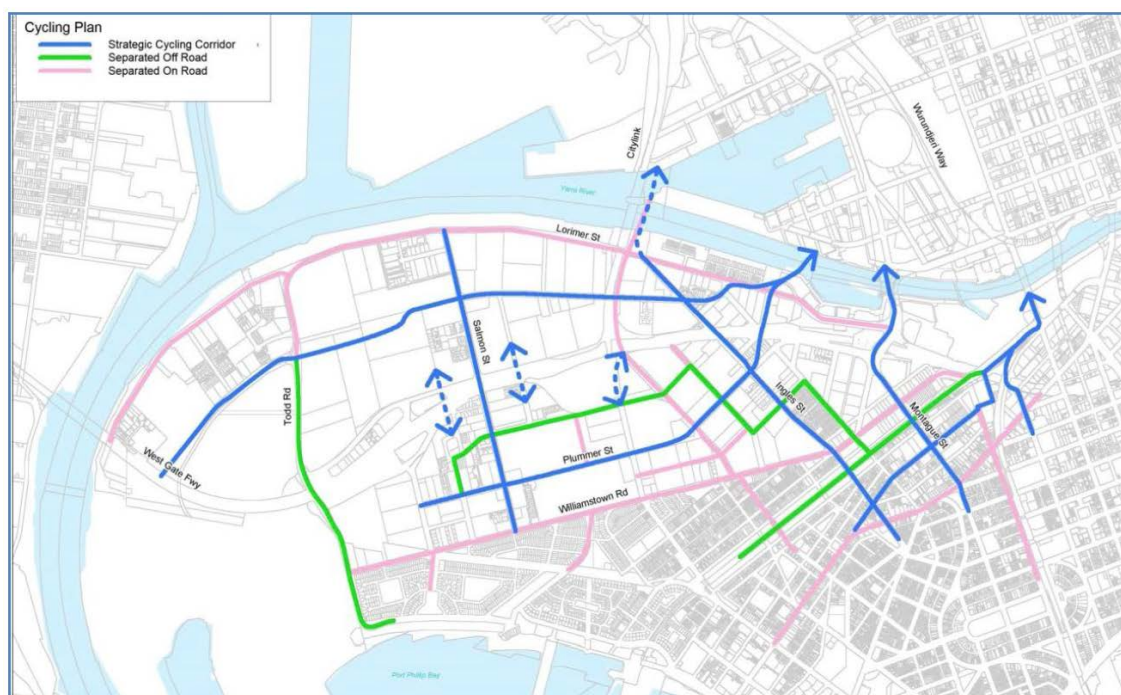 Cycling Plan
Strategic Cycling Corridor
Separated Off Road
Separated On Road
Citylink
Wurundjeri Way
Yarra River
Lorimer St
Salmon St
Todd Rd
Ingles St
Montague St
Plummer St
West Gate Fwy
Williamstown Rd
Port Phillip Bay